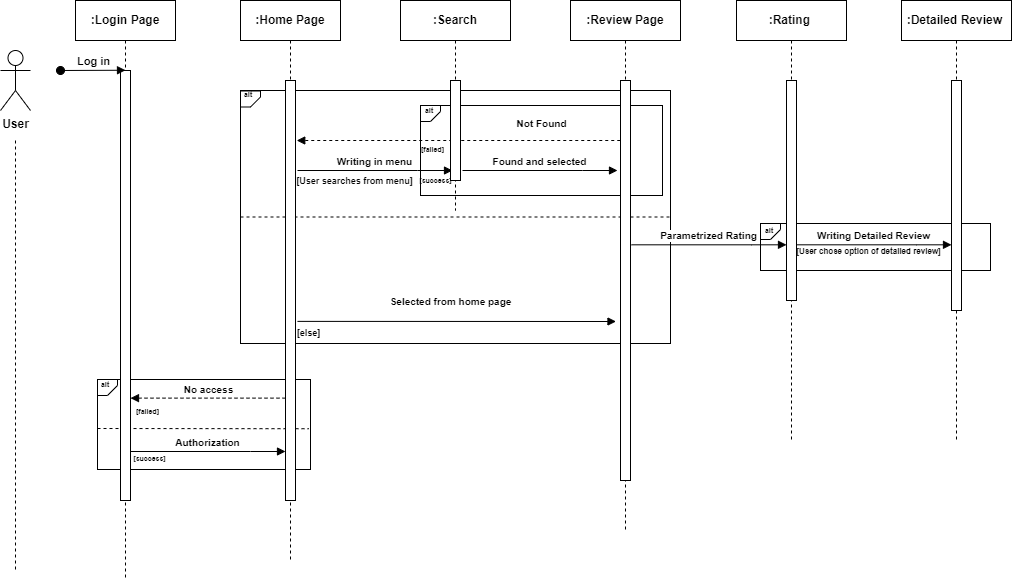 :Login Page
:Home Page
:Search
:Review Page
:Rating
:Detailed Review
User
Log in
alt
alt
Not Found
[failed]
Writing in menu
Found and selected
[User searches from menu]
[success]
alt
Parametrized Rating
Writing Detailed Review
[User chose option of detailed review]
Selected from home page
[else]
alt
No access
[failed]
Authorization
[success]